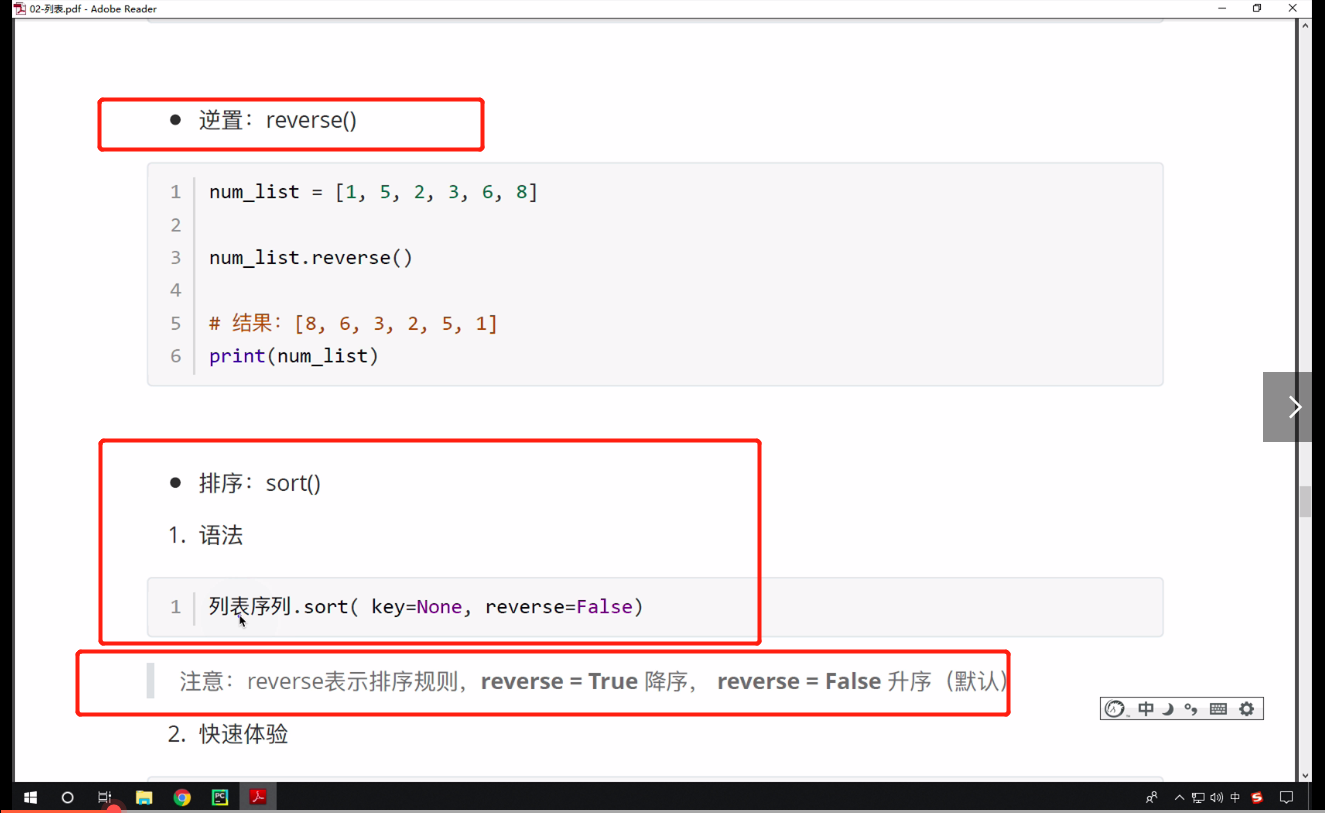 02-列表.pdf - Adobe Reader
● 逆置：reverse()
1 num_list = [1, 5, 2, 3, 6, 8]
2
3 num_list.reverse()
4
5 # 结果：[8, 6, 3, 2, 5, 1]
6 print(num_list)
● 排序：sort()
1. 语法
1 列表序列.sort( key=None, reverse=False)
注意：reverse表示排序规则，reverse = True 降序， reverse = False 升序（默认）
2. 快速体验
中
中